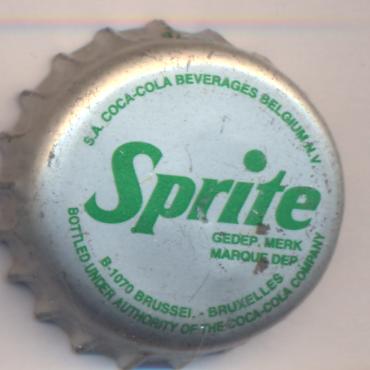 S.A. COCA-COLA BEVERAGES BELGIUM N.V.
Sprite
GEDEP. MERK
MARQUE DEP.
B-1070 BRUSSEL - BRUXELLES
BOTTLED UNDER AUTHORITY OF THE COCA-COLA COMPANY